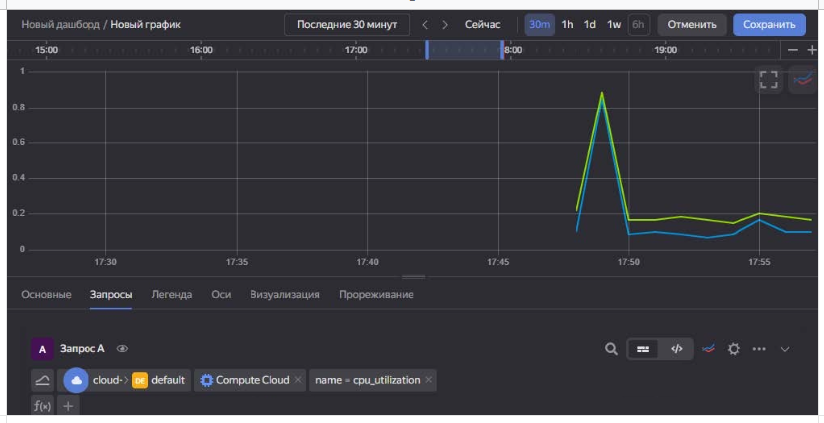 Новый дашборд / Новый график Последние 30 минут Сейчас 30m 1h 1d 1w 6h Отменить Сохранить
15:00 16:00 17:00 8:00 19:00
1
0.8
0.6
0.4
0.2
0
17:30 17:35 17:40 17:45 17:50 17:55
Основные Запросы Легенда Оси Визуализация Прореживание
A Запрос A
cloud- DE default Compute Cloud × name = cpu_utilization ×
f(x) +